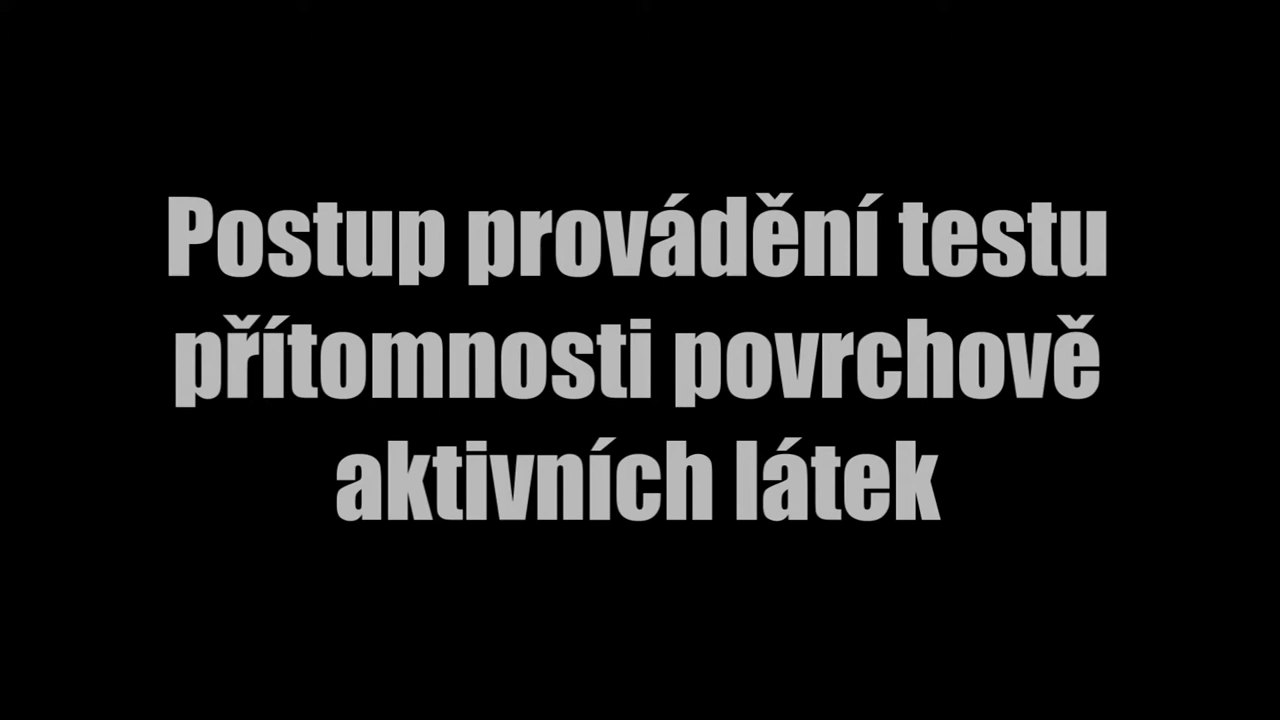 Postup provádění testu
přítomnosti povrchově
aktivních látek